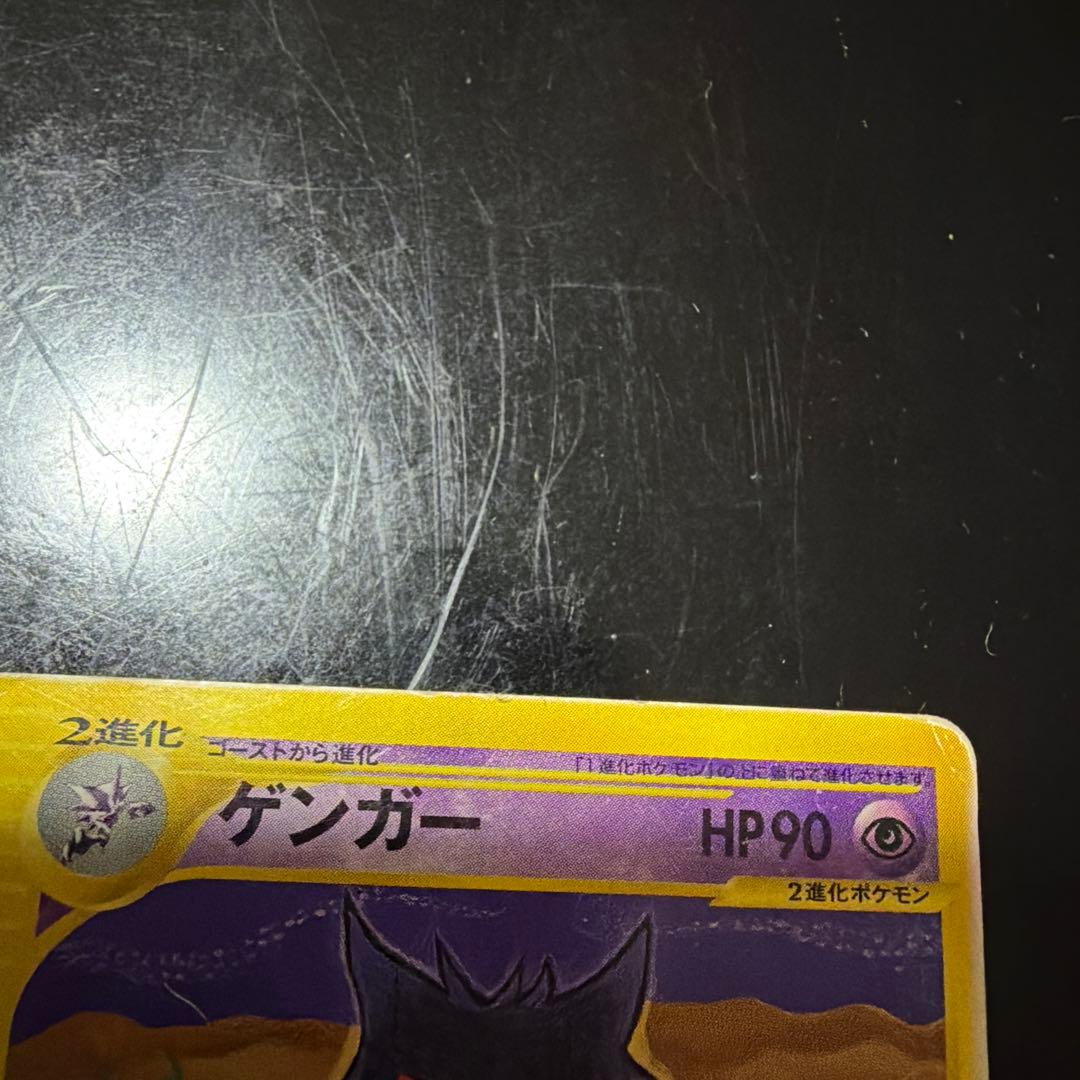 2進化
ゴーストから進化
「1進化ポケモン」の上に重ねて進化させます。
ゲンガー
HP90
2進化ポケモン